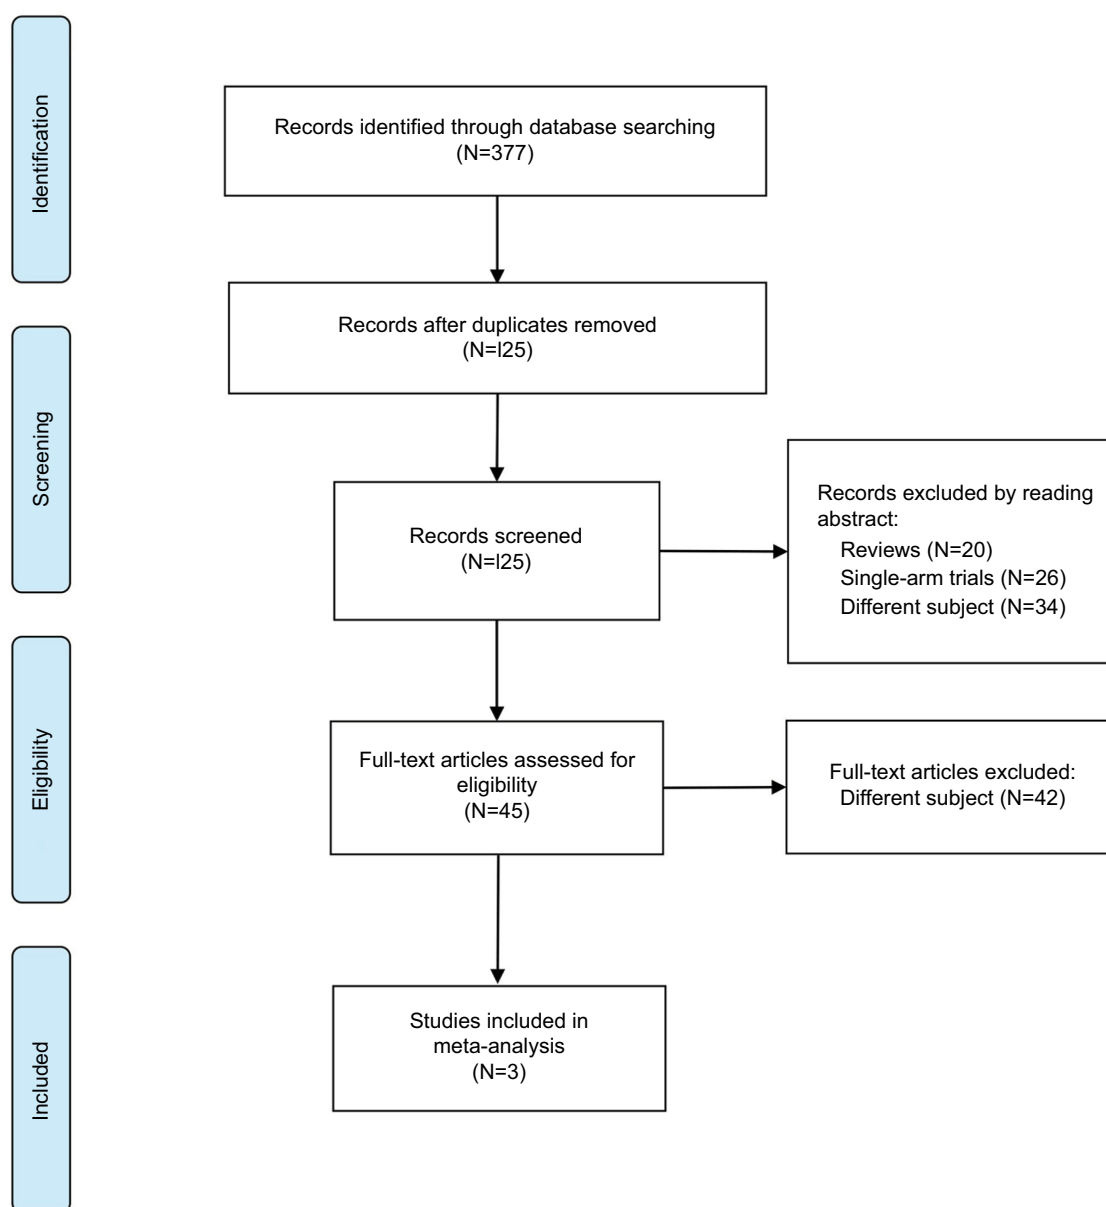 Identification
Records identified through database searching
(N=377)
Records after duplicates removed
(N=l25)
Screening
Records screened
(N=l25)
Records excluded by reading
abstract:
Reviews (N=20)
Single-arm trials (N=26)
Different subject (N=34)
Eligibility
Full-text articles assessed for
eligibility
(N=45)
Full-text articles excluded:
Different subject (N=42)
Included
Studies included in
meta-analysis
(N=3)